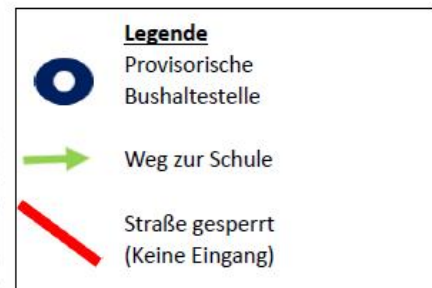 Legende
Provisorische
Bushaltestelle
Weg zur Schule
Straße gesperrt
(Keine Eingang)